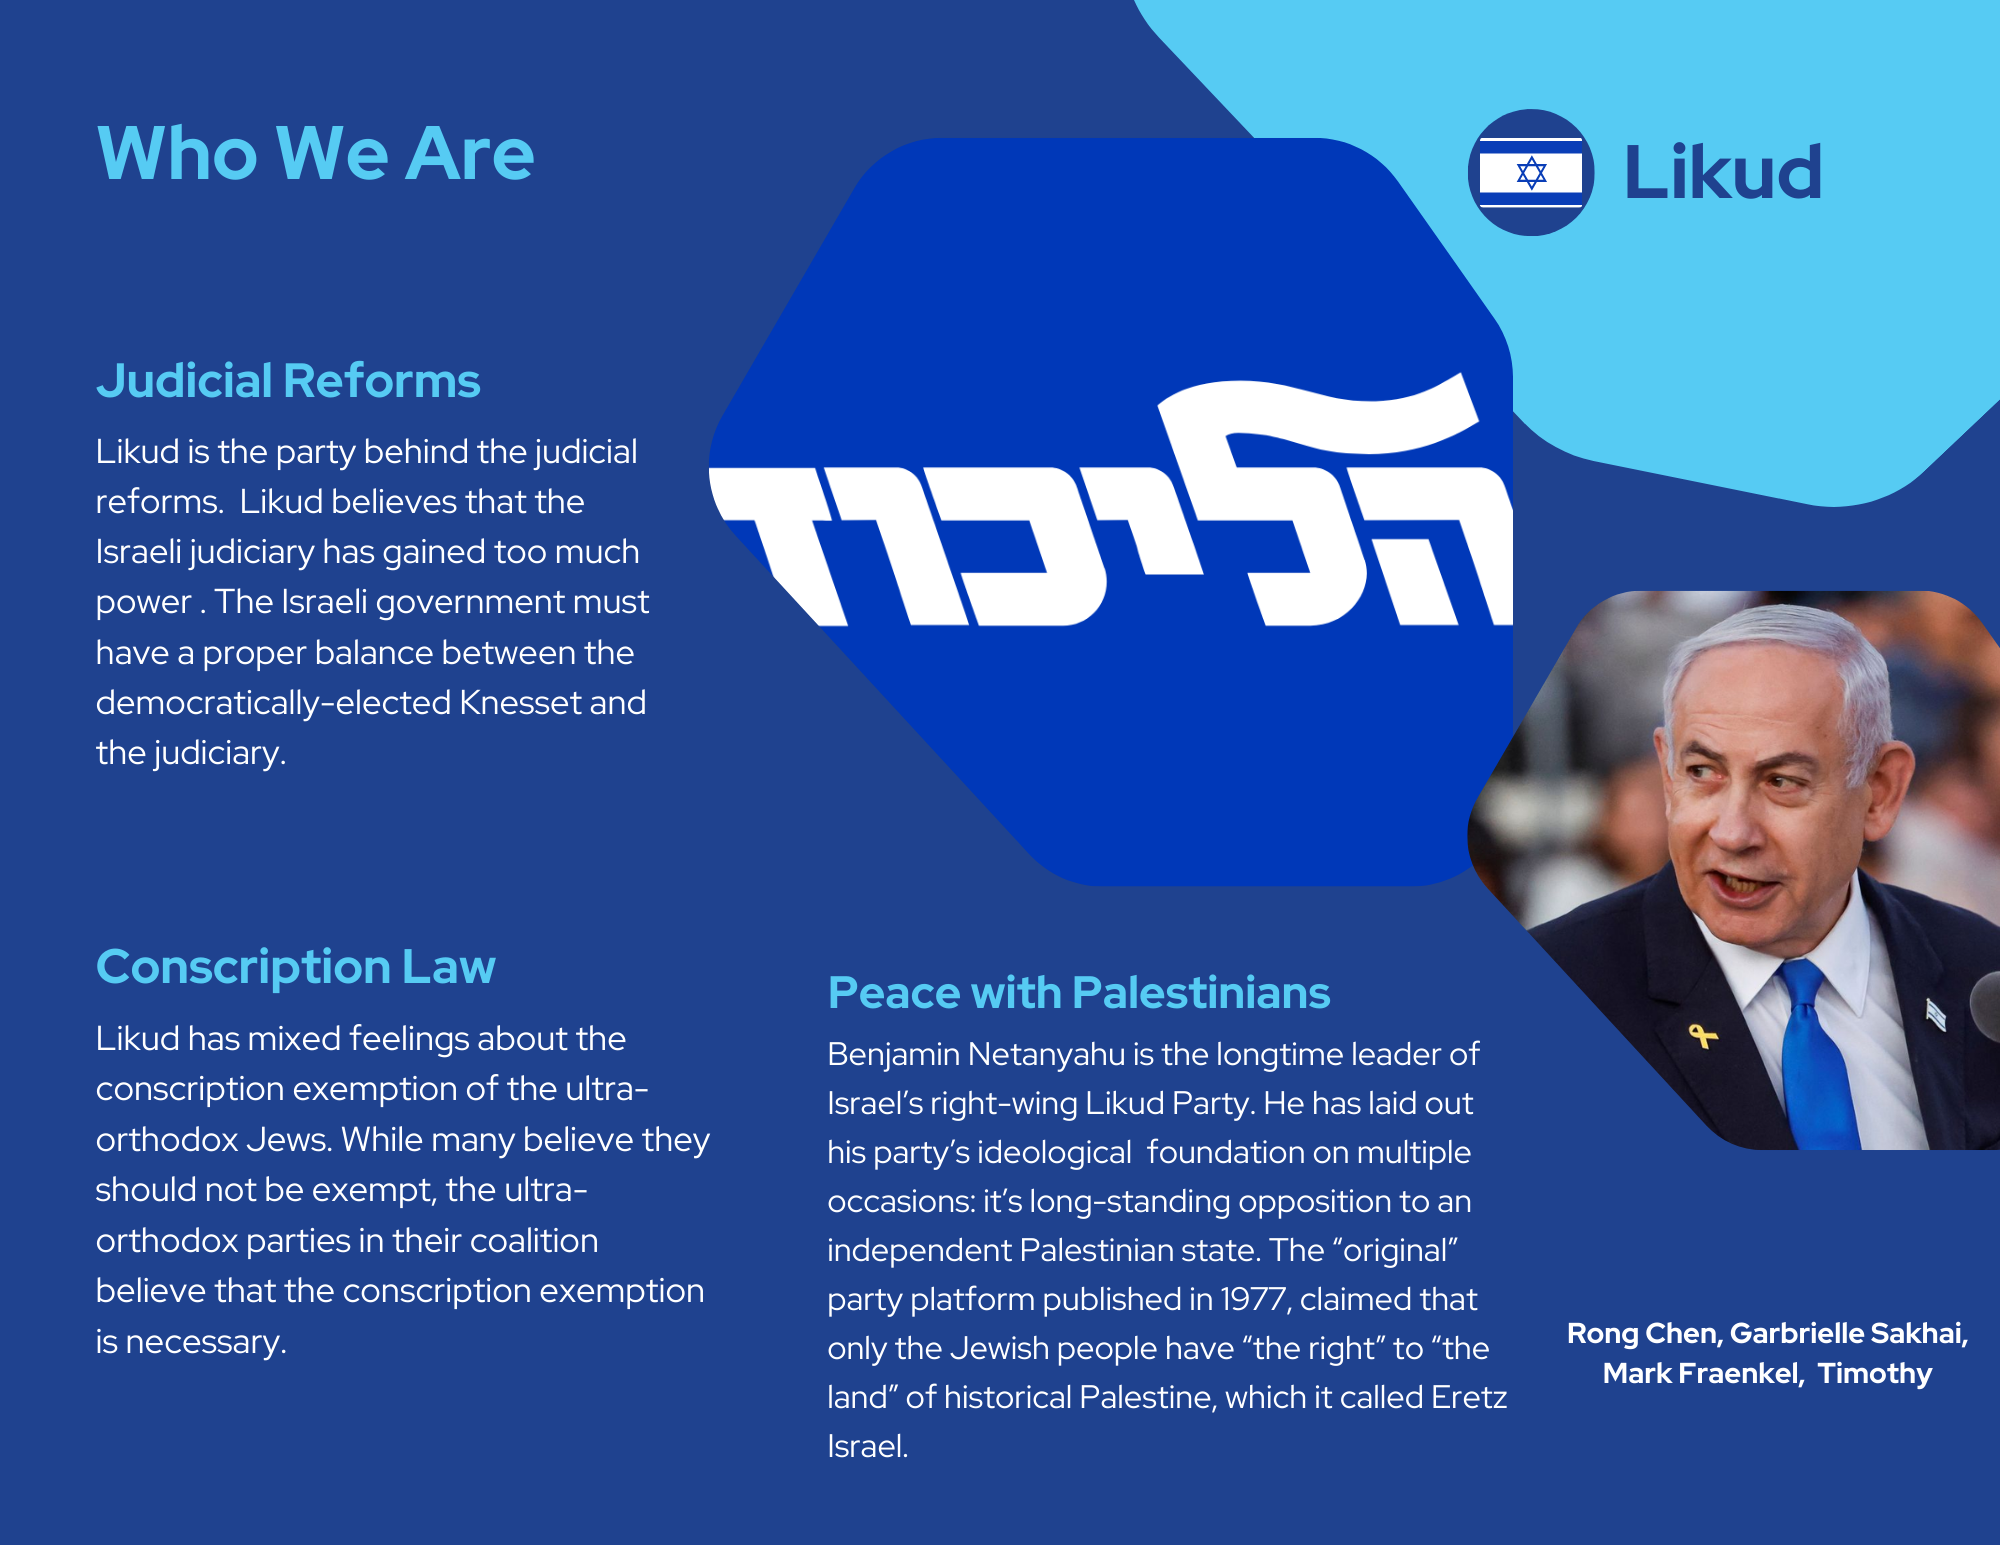 Who We Are
Likud
הליכוד
Judicial Reforms
Likud is the party behind the judicial
reforms.  Likud believes that the
Israeli judiciary has gained too much
power . The Israeli government must
have a proper balance between the
democratically-elected Knesset and
the judiciary.
Conscription Law
Likud has mixed feelings about the
conscription exemption of the ultra-
orthodox Jews. While many believe they
should not be exempt, the ultra-
orthodox parties in their coalition
believe that the conscription exemption
is necessary.
Peace with Palestinians
Benjamin Netanyahu is the longtime leader of
Israel’s right-wing Likud Party. He has laid out
his party’s ideological  foundation on multiple
occasions: it’s long-standing opposition to an
independent Palestinian state. The “original”
party platform published in 1977, claimed that
only the Jewish people have “the right” to “the
land” of historical Palestine, which it called Eretz
Israel.
Rong Chen, Garbrielle Sakhai,
Mark Fraenkel,  Timothy